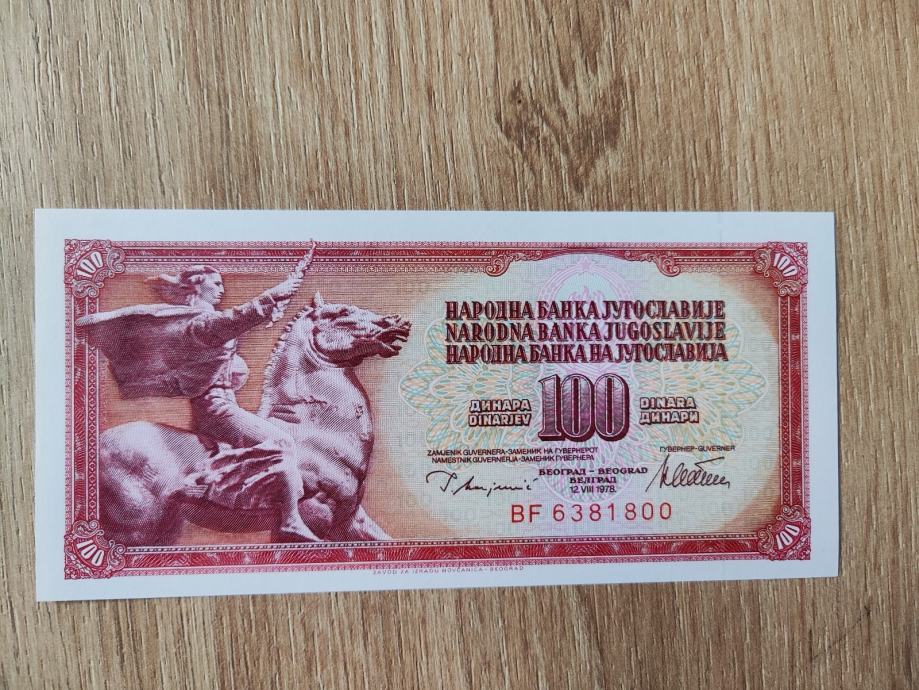 100
100
НАРОДНА БАНКА ЈУГОСЛАВИЈЕ
NARODNA BANKA JUGOSLAVIJE
НАРОДНА БАНКА НА ЈУГОСЛАВИЈА
ДИНАРА
DINARJEV
100
DINARA
ДИНАРИ
ZAMJENIK GUVERNERA-ЗАМЕНИК НА ГУВЕРНЕРОТ
NAMESTNIK GUVERNERJA-ЗАМЕНИК ГУВЕРНЕРА
ГУВЕРНЕР-GUVERNER
БЕОГРАД – BEOGRAD
БЕЛГРАД
12 VIII 1978.
BF 6381800
100
100
ZAVOD ZA IZRADU NOVČANICA - BEOGRAD